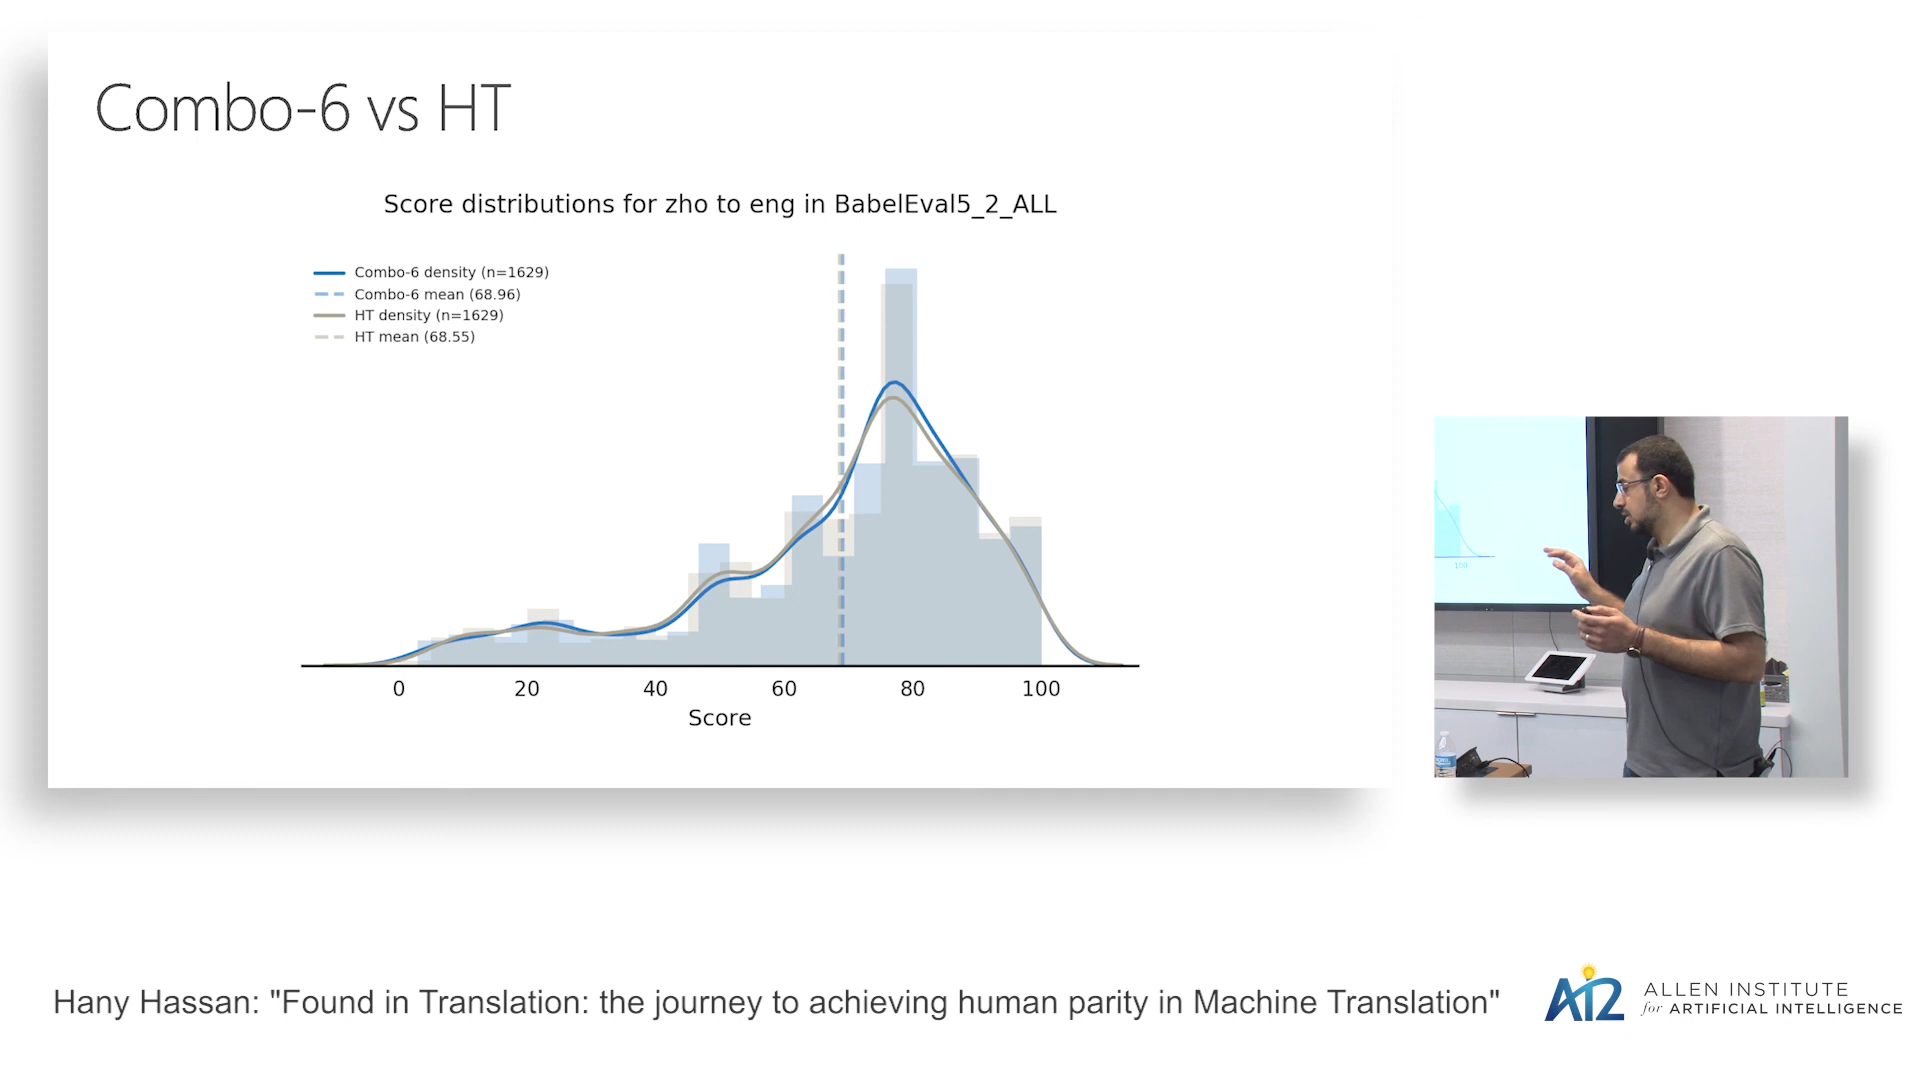 Combo-6 vs HT
Score distributions for zho to eng in BabelEval5_2_ALL
Combo-6 density (n=1629)
Combo-6 mean (68.96)
HT density (n=1629)
HT mean (68.55)
0 20 40 60 80 100
Score
100
Hany Hassan: "Found in Translation: the journey to achieving human parity in Machine Translation"
AI2
ALLEN INSTITUTE
for ARTIFICIAL INTELLIGENCE